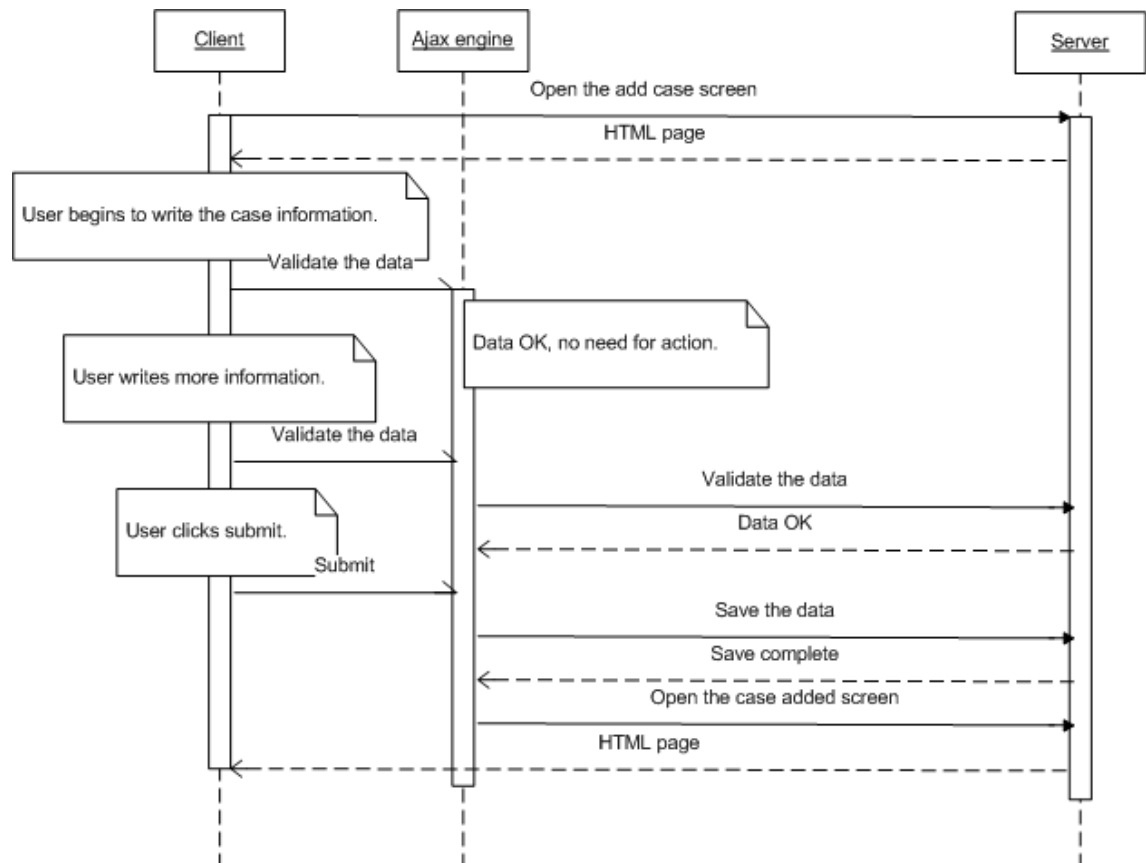 Client
Ajax engine
Server
Open the add case screen
HTML page
User begins to write the case information.
Validate the data
Data OK, no need for action.
User writes more information.
Validate the data
Validate the data
User clicks submit.
Data OK
Submit
Save the data
Save complete
Open the case added screen
HTML page